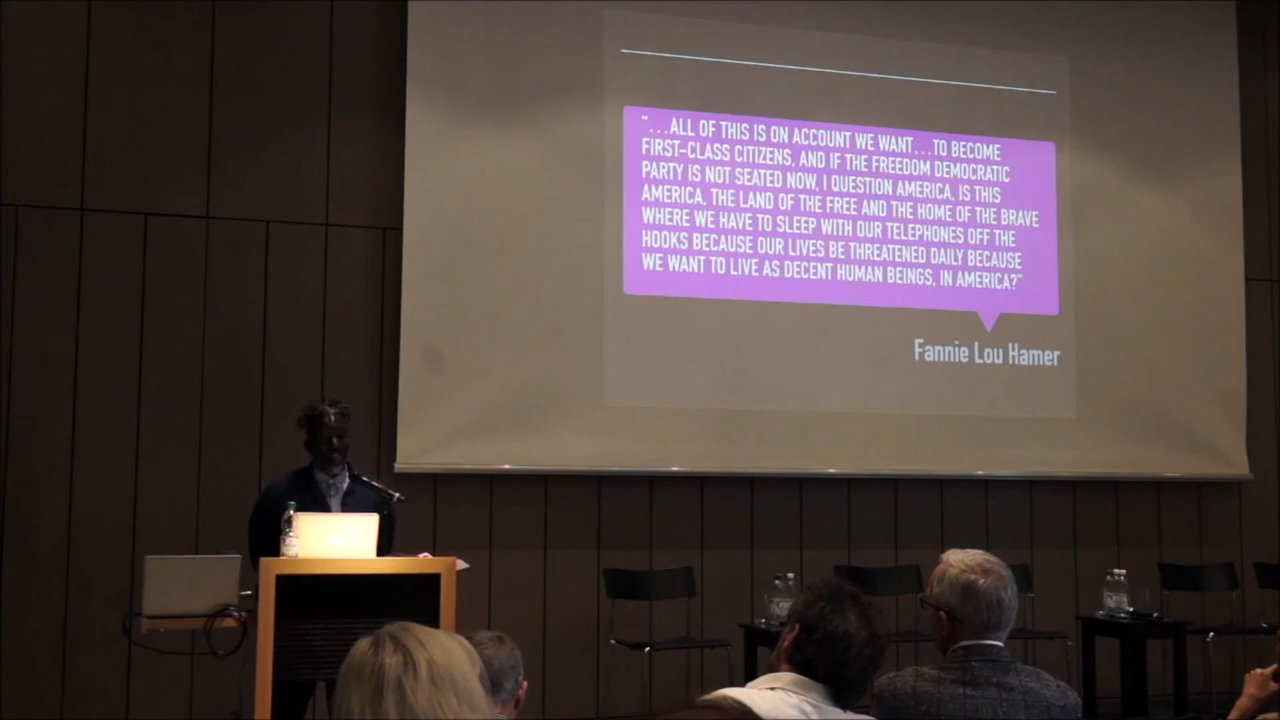 “...ALL OF THIS IS ON ACCOUNT WE WANT...TO BECOME
FIRST-CLASS CITIZENS, AND IF THE FREEDOM DEMOCRATIC
PARTY IS NOT SEATED NOW, I QUESTION AMERICA, IS THIS
AMERICA, THE LAND OF THE FREE AND THE HOME OF THE BRAVE
WHERE WE HAVE TO SLEEP WITH OUR TELEPHONES OFF THE
HOOKS BECAUSE OUR LIVES BE THREATENED DAILY BECAUSE
WE WANT TO LIVE AS DECENT HUMAN BEINGS, IN AMERICA?”
Fannie Lou Hamer